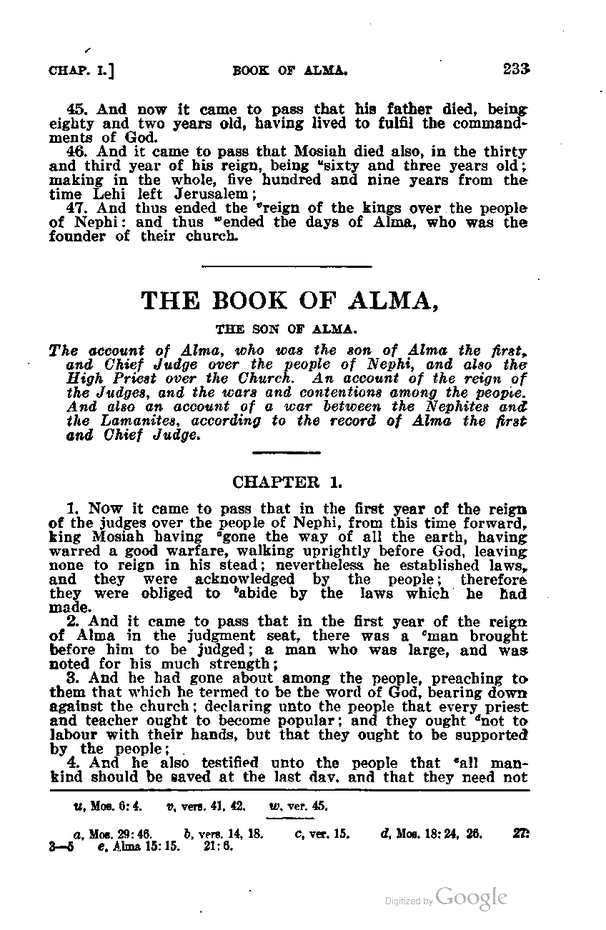 CHAP. I.] BOOK OF ALMA. 233
45. And now it came to pass that his father died, being
eighty and two years old, having lived to fulfil the command-
ments of God.
46. And it came to pass that Mosiah died also, in the thirty
and third year of his reign, being ᵘsixty and three years old;
making in the whole, five hundred and nine years from the
time Lehi left Jerusalem;
47. And thus ended the ᵛreign of the kings over the people
of Nephi: and thus ʷended the days of Alma, who was the
founder of their church.
THE BOOK OF ALMA,
THE SON OF ALMA.
The account of Alma, who was the son of Alma the first,
and Chief Judge over the people of Nephi, and also the
High Priest over the Church. An account of the reign of
the Judges, and the wars and contentions among the people.
And also an account of a war between the Nephites and
the Lamanites, according to the record of Alma the first
and Chief Judge.
CHAPTER 1.
1. Now it came to pass that in the first year of the reign
of the judges over the people of Nephi, from this time forward,
king Mosiah having ᵃgone the way of all the earth, having
warred a good warfare, walking uprightly before God, leaving
none to reign in his stead; nevertheless he established laws,
and they were acknowledged by the people; therefore
they were obliged to ᵇabide by the laws which he had
made.
2. And it came to pass that in the first year of the reign
of Alma in the judgment seat, there was a ᶜman brought
before him to be judged; a man who was large, and was
noted for his much strength;
3. And he had gone about among the people, preaching to
them that which he termed to be the word of God, bearing down
against the church; declaring unto the people that every priest
and teacher ought to become popular; and they ought ᵈnot to
labour with their hands, but that they ought to be supported
by the people;
4. And he also testified unto the people that ᵉall man-
kind should be saved at the last day, and that they need not
u, Mos. 6:4. v, vers. 41, 42. w, ver. 45.
a, Mos. 29:46. b, vers. 14, 18. c, ver. 15. d, Mos. 18:24, 26. 27:
3—5 e, Alma 15:15. 21:6.
Digitized by Google